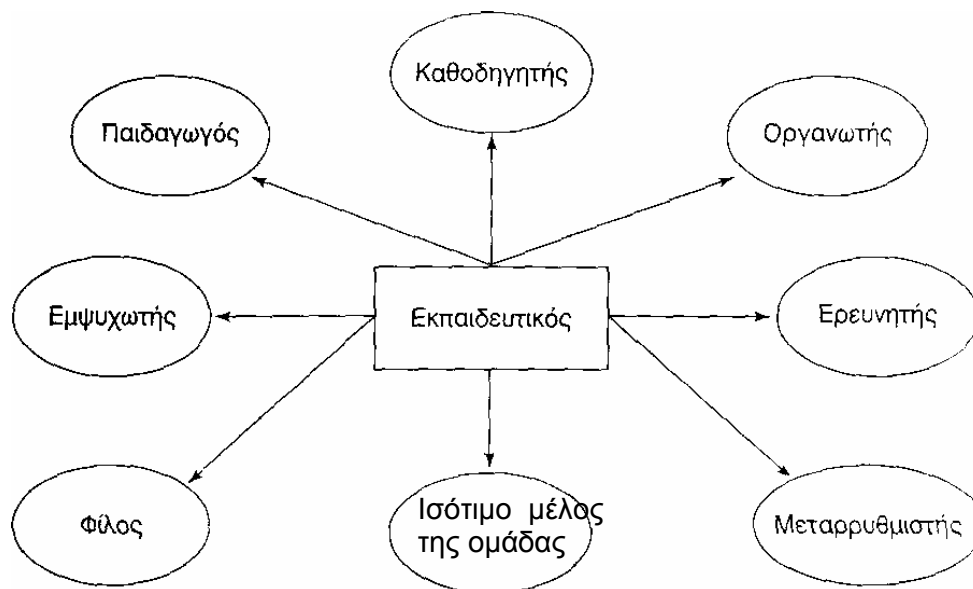 Καθοδηγητής
Παιδαγωγός
Οργανωτής
Εμψυχωτής
Εκπαιδευτικός
Ερευνητής
Φίλος
Ισότιμο μέλος
της ομάδας
Μεταρρυθμιστής